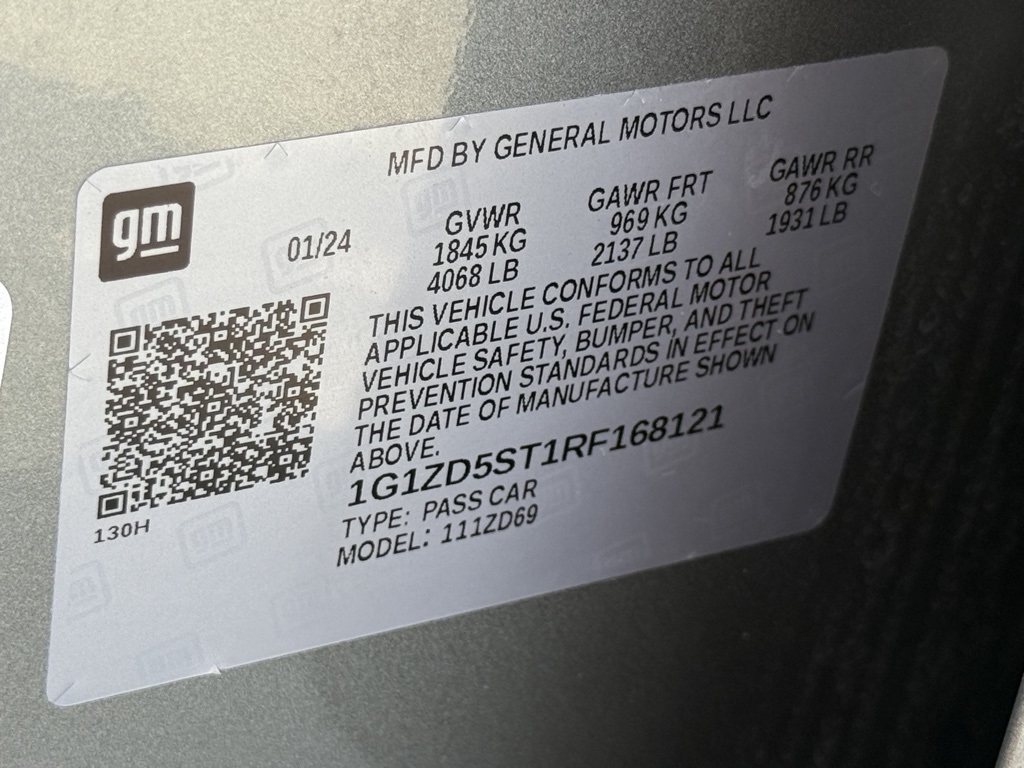 MFD BY GENERAL MOTORS LLC
gm
01/24
GVWR
1845 KG
4068 LB
GAWR FRT
969 KG
2137 LB
GAWR RR
876 KG
1931 LB
THIS VEHICLE CONFORMS TO ALL
APPLICABLE U.S. FEDERAL MOTOR
VEHICLE SAFETY, BUMPER, AND THEFT
PREVENTION STANDARDS IN EFFECT ON
THE DATE OF MANUFACTURE SHOWN
ABOVE.
1G1ZD5ST1RF168121
TYPE: PASS CAR
MODEL: 111ZD69
130H